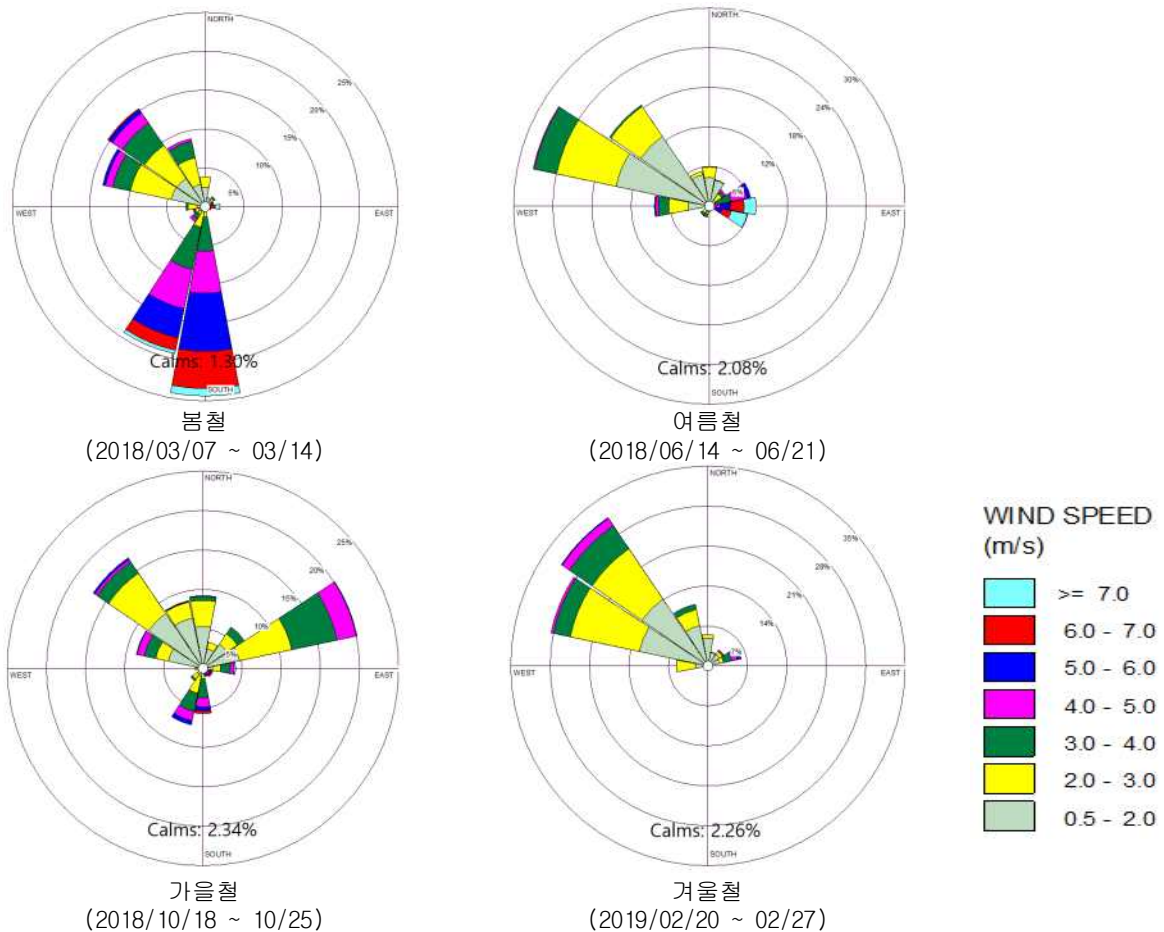 NORTH
25%
20%
15%
10%
5%
WEST
EAST
Calms: 1.30%
SOUTH
봄철
(2018/03/07 ~ 03/14)
NORTH
30%
24%
18%
12%
6%
WEST
EAST
Calms: 2.08%
SOUTH
여름철
(2018/06/14 ~ 06/21)
NORTH
25%
20%
15%
10%
5%
WEST
EAST
Calms: 2.34%
SOUTH
가을철
(2018/10/18 ~ 10/25)
NORTH
35%
28%
21%
14%
7%
WEST
EAST
Calms: 2.26%
SOUTH
겨울철
(2019/02/20 ~ 02/27)
WIND SPEED
(m/s)
>= 7.0
6.0 - 7.0
5.0 - 6.0
4.0 - 5.0
3.0 - 4.0
2.0 - 3.0
0.5 - 2.0